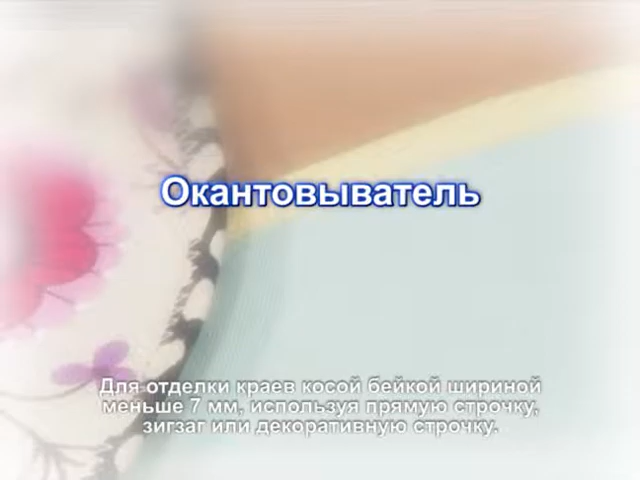 Окантовыватель
Для отделки краев косой бейкой шириной
меньше 7 мм, используя прямую строчку,
зигзаг или декоративную строчку.